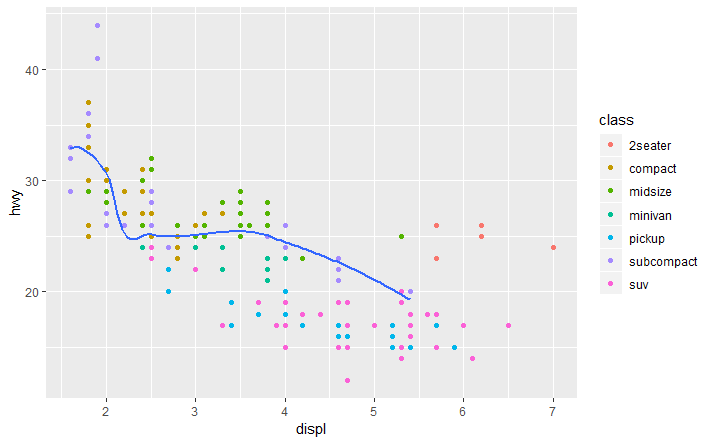 40
30
20
hwy
2 3 4 5 6 7
displ
class
2seater
compact
midsize
minivan
pickup
subcompact
suv